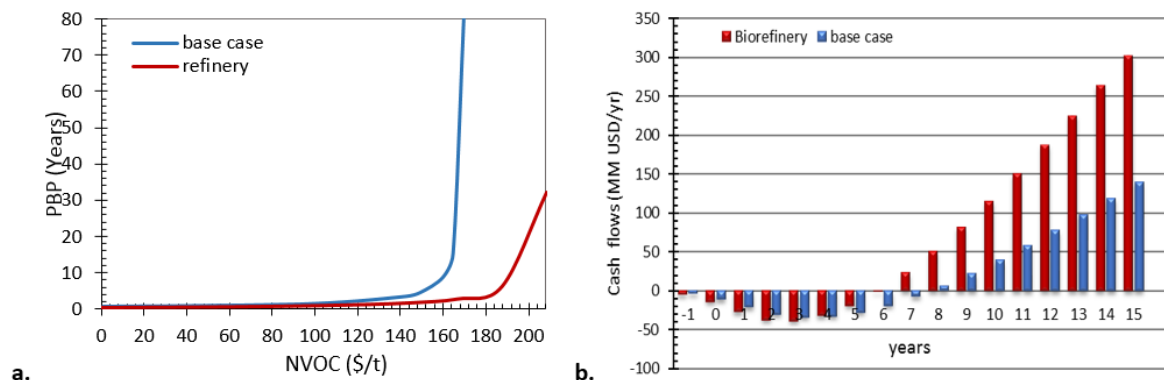 80
70
60
50
40
30
20
10
0
PBP (Years)
base case
refinery
0 20 40 60 80 100 120 140 160 180 200
NVOC ($/t)
a.
350
300
250
200
150
100
50
0
-50
-100
Cash flows (MM USD/yr)
Biorefinery base case
-1 0 1 2 3 4 5 6 7 8 9 10 11 12 13 14 15
years
b.